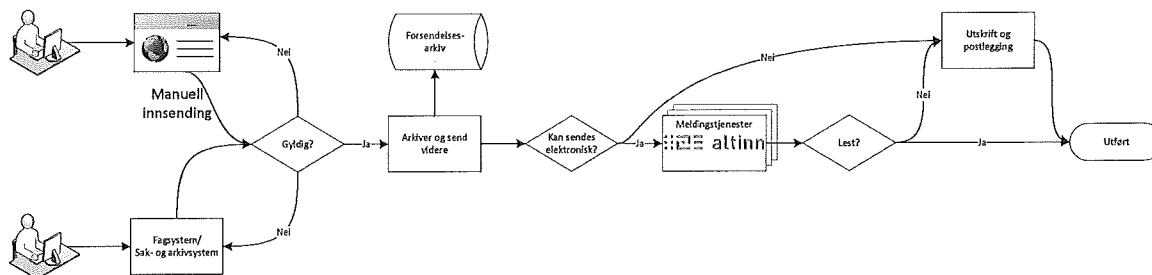 Manuell
innsending
Nei
Fagsystem/
Sak- og arkivsystem
Gyldig?
Nei
Ja
Forsendelses-
arkiv
Arkiver og send
videre
Kan sendes
elektronisk?
Nei
Ja
Meldingstjenester
altinn
Lest?
Nei
Ja
Utskrift og
postlegging
Utført